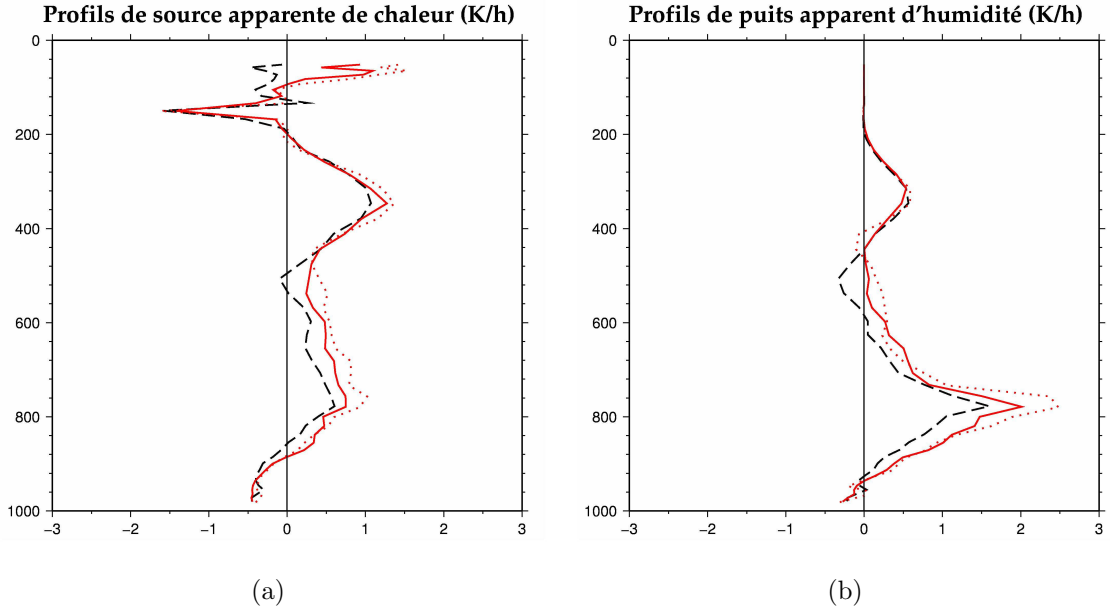 Profils de source apparente de chaleur (K/h)
0
200
400
600
800
1000
−3 −2 −1 0 1 2 3
(a)
Profils de puits apparent d’humidité (K/h)
0
200
400
600
800
1000
−3 −2 −1 0 1 2 3
(b)